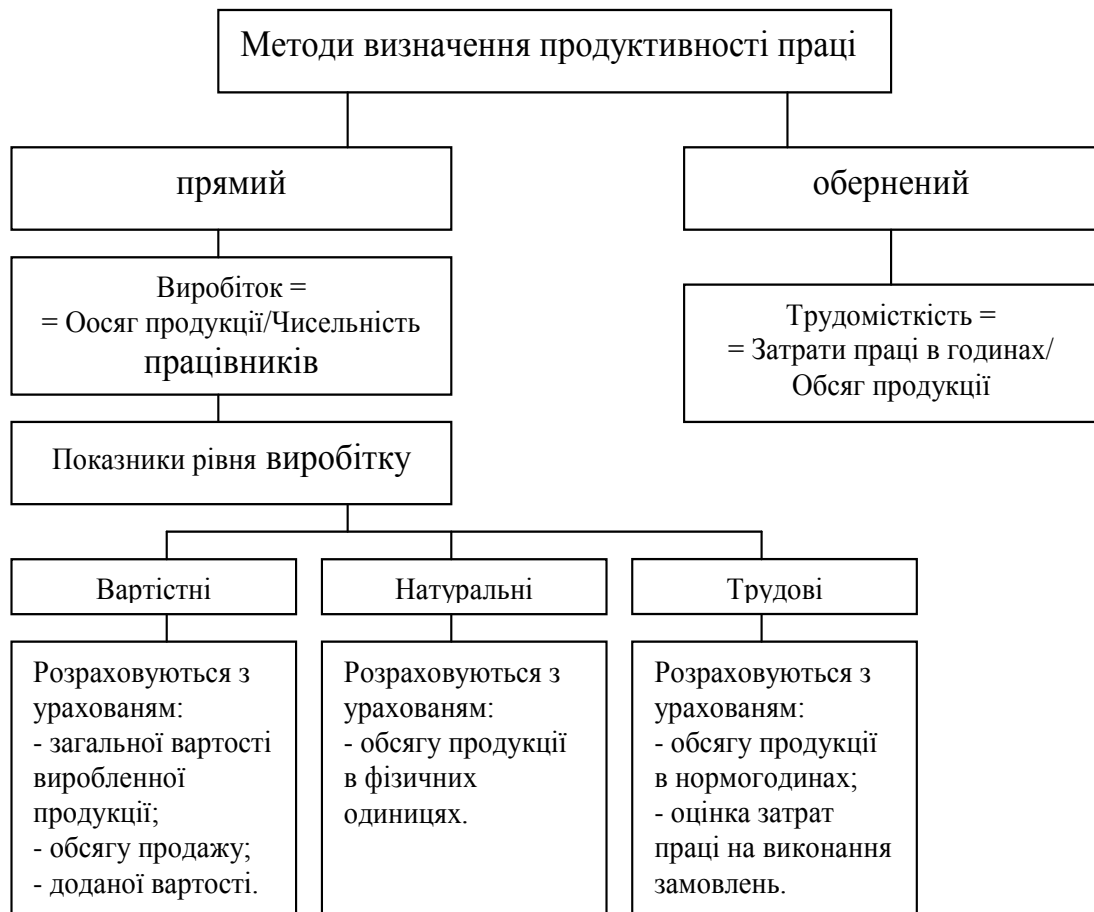 Методи визначення продуктивності праці
прямий
обернений
Виробіток =
= Оосяг продукції/Чисельність
працівників
Трудомісткість =
= Затрати праці в годинах/
Обсяг продукції
Показники рівня виробітку
Вартістні
Натуральні
Трудові
Розраховуються з
урахованям:
- загальної вартості
виробленної
продукції;
- обсягу продажу;
- доданої вартості.
Розраховуються з
урахованям:
- обсягу продукції
в фізичних
одиницях.
Розраховуються з
урахованям:
- обсягу продукції
в нормогодинах;
- оцінка затрат
праці на виконання
замовлень.